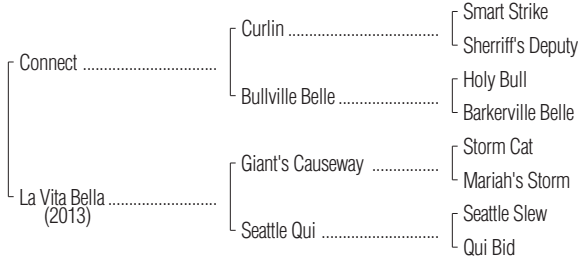 Smart Strike
Curlin
Sherriff's Deputy
Connect
Holy Bull
Bullville Belle
Barkerville Belle
Storm Cat
Giant's Causeway
Mariah's Storm
La Vita Bella
(2013)
Seattle Slew
Seattle Qui
Qui Bid